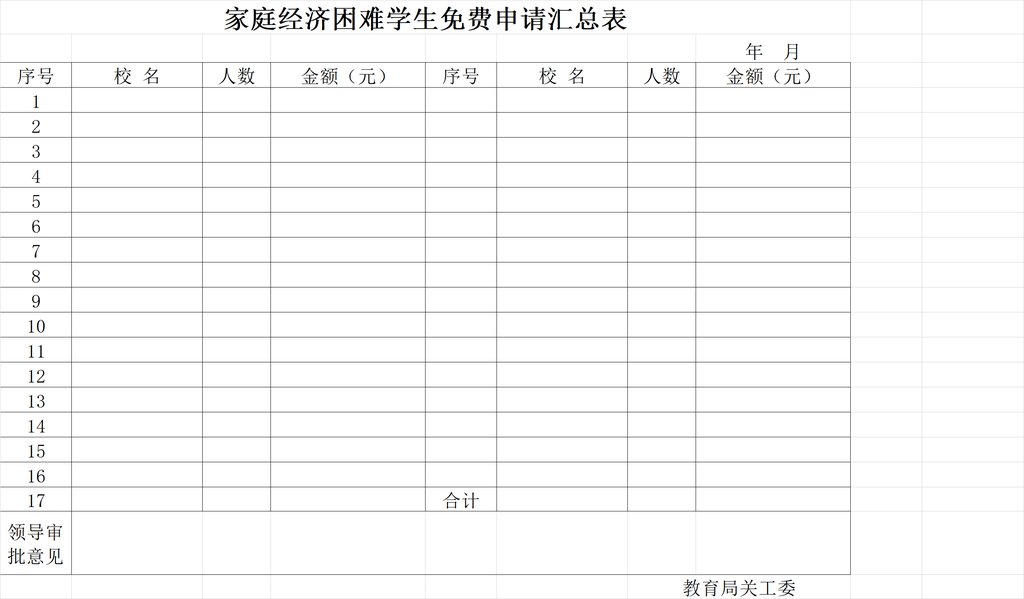 家庭经济困难学生免费申请汇总表
年 月
序号 校 名 人数 金额（元） 序号 校 名 人数 金额（元）
1
2
3
4
5
6
7
8
9
10
11
12
13
14
15
16
17 合计
领导审
批意见
教育局关工委